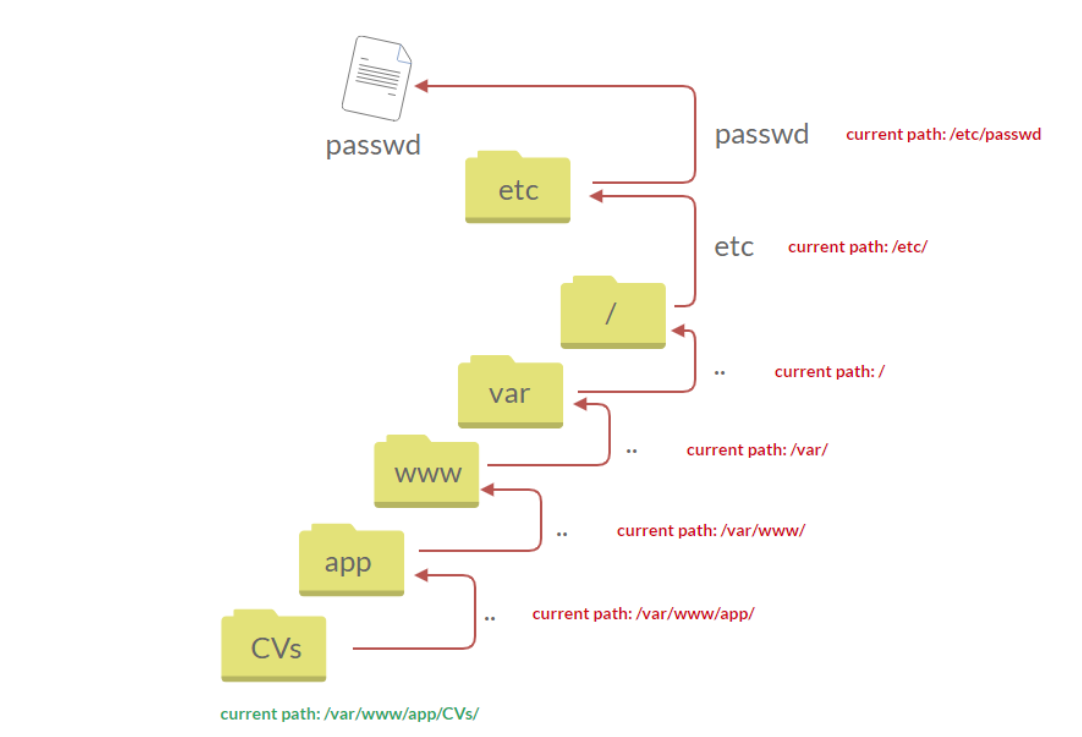 passwd
passwd
current path: /etc/passwd
etc
etc
current path: /etc/
/
..
current path: /
var
..
current path: /var/
www
..
current path: /var/www/
app
..
current path: /var/www/app/
CVs
current path: /var/www/app/CVs/